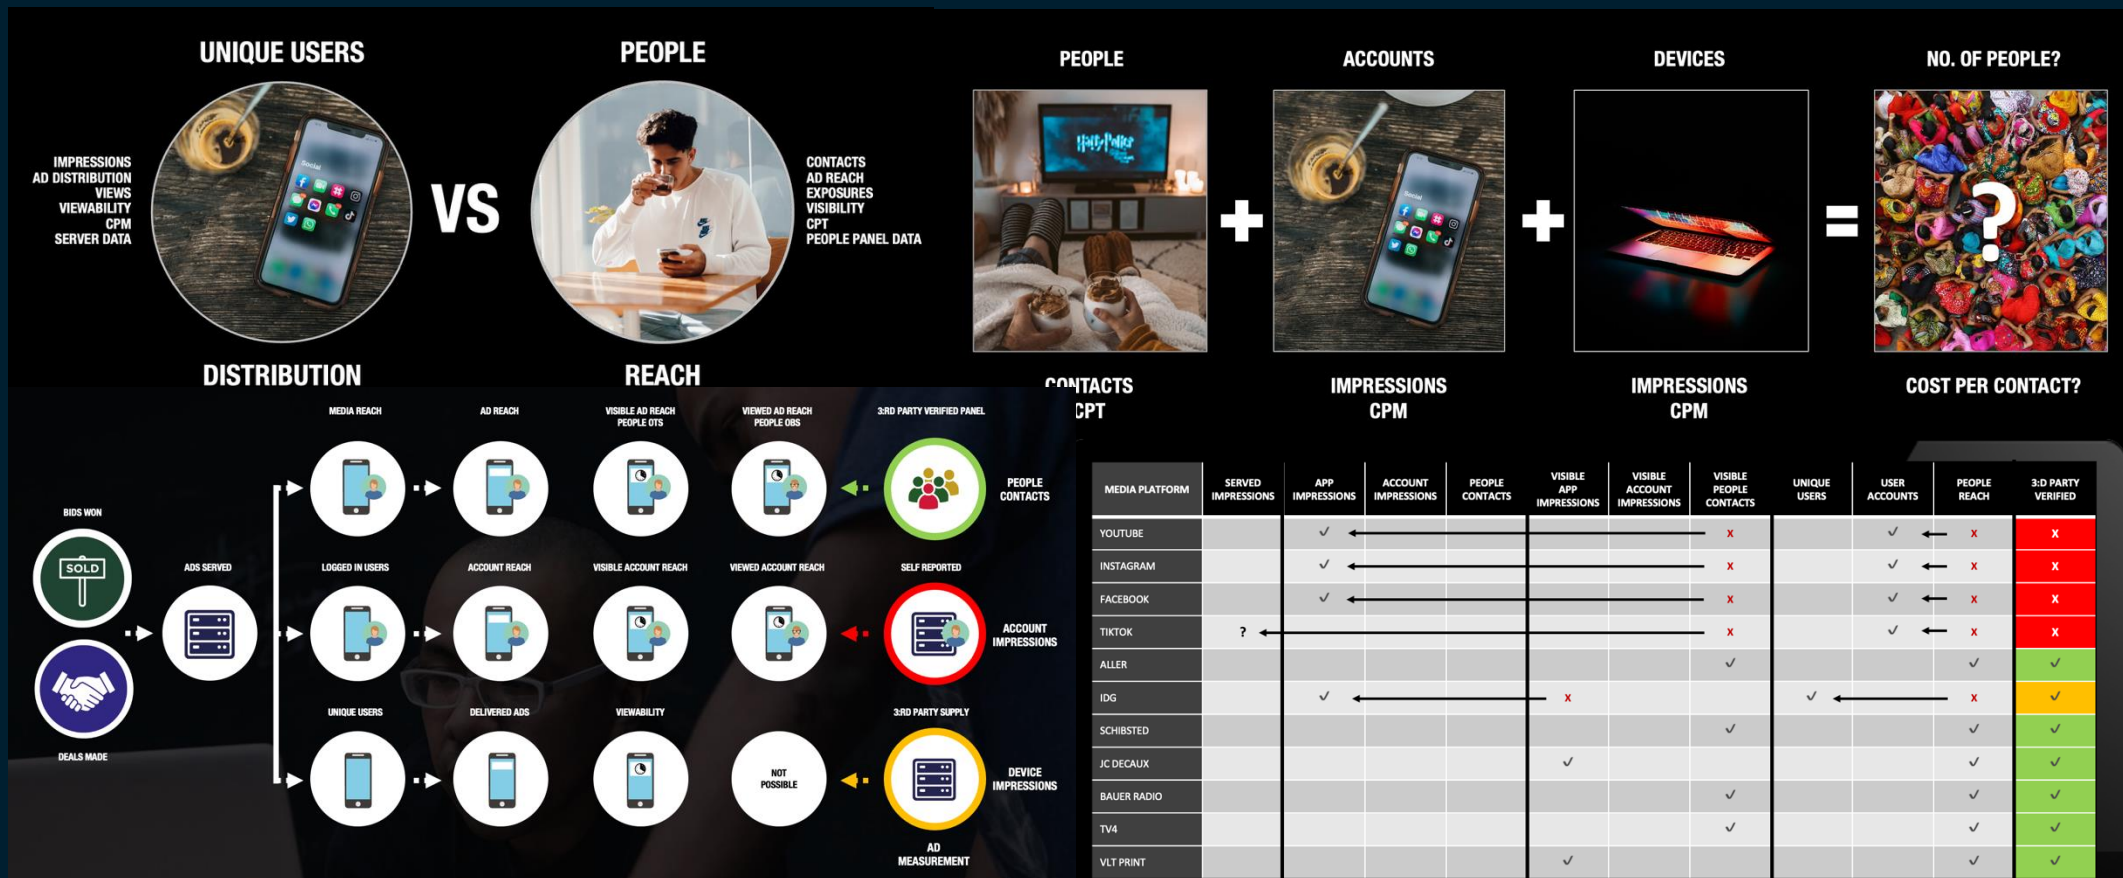 UNIQUE USERS
IMPRESSIONS
AD DISTRIBUTION
VIEWS
VIEWABILITY
CPM
SERVER DATA
Social
VS
PEOPLE
CONTACTS
AD REACH
EXPOSURES
VISIBILITY
CPT
PEOPLE PANEL DATA
DISTRIBUTION
REACH
PEOPLE
Harry Potter
CONTACTS
CPT
+
ACCOUNTS
Social
IMPRESSIONS
CPM
+
DEVICES
IMPRESSIONS
CPM
=
NO. OF PEOPLE?
?
COST PER CONTACT?
BIDS WON
SOLD
DEALS MADE
ADS SERVED
MEDIA REACH
AD REACH
VISIBLE AD REACH
PEOPLE OTS
VIEWED AD REACH
PEOPLE OBS
3:RD PARTY VERIFIED PANEL
PEOPLE
CONTACTS
LOGGED IN USERS
ACCOUNT REACH
VISIBLE ACCOUNT REACH
VIEWED ACCOUNT REACH
SELF REPORTED
ACCOUNT
IMPRESSIONS
UNIQUE USERS
DELIVERED ADS
VIEWABILITY
NOT
POSSIBLE
3:RD PARTY SUPPLY
DEVICE
IMPRESSIONS
AD
MEASUREMENT
MEDIA PLATFORM
SERVED
IMPRESSIONS
APP
IMPRESSIONS
ACCOUNT
IMPRESSIONS
PEOPLE
CONTACTS
VISIBLE
APP
IMPRESSIONS
VISIBLE
ACCOUNT
IMPRESSIONS
VISIBLE
PEOPLE
CONTACTS
UNIQUE
USERS
USER
ACCOUNTS
PEOPLE
REACH
3:D PARTY
VERIFIED
YOUTUBE ✓ X ✓ X X
INSTAGRAM ✓ X ✓ X X
FACEBOOK ✓ X ✓ X X
TIKTOK ? X ✓ X X
ALLER ✓ ✓ ✓
IDG ✓ X ✓ X ✓
SCHIBSTED ✓ ✓ ✓
JC DECAUX ✓ ✓ ✓
BAUER RADIO ✓ ✓ ✓
TV4 ✓ ✓ ✓
VLT PRINT ✓ ✓ ✓